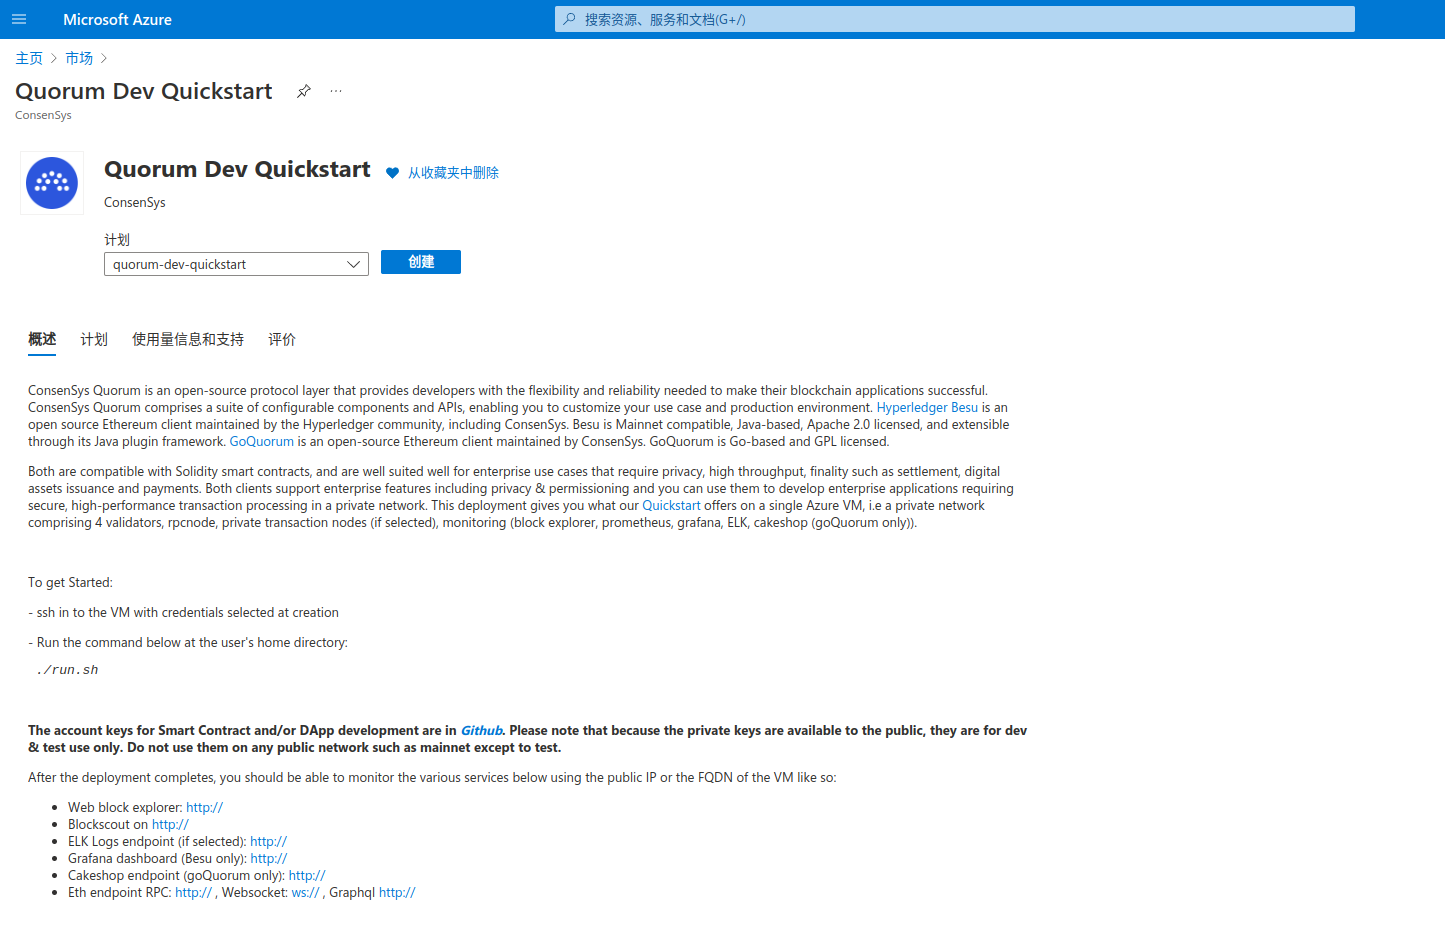 Microsoft Azure
搜索资源、服务和文档(G+/)
主页 > 市场 >
Quorum Dev Quickstart ...
ConsenSys
Quorum Dev Quickstart 从收藏夹中删除
ConsenSys
计划
quorum-dev-quickstart 创建
概述 计划 使用量信息和支持 评价
ConsenSys Quorum is an open-source protocol layer that provides developers with the flexibility and reliability needed to make their blockchain applications successful.
ConsenSys Quorum comprises a suite of configurable components and APIs, enabling you to customize your use case and production environment. Hyperledger Besu is an
open source Ethereum client maintained by the Hyperledger community, including ConsenSys. Besu is Mainnet compatible, Java-based, Apache 2.0 licensed, and extensible
through its Java plugin framework. GoQuorum is an open-source Ethereum client maintained by ConsenSys. GoQuorum is Go-based and GPL licensed.
Both are compatible with Solidity smart contracts, and are well suited well for enterprise use cases that require privacy, high throughput, finality such as settlement, digital
assets issuance and payments. Both clients support enterprise features including privacy & permissioning and you can use them to develop enterprise applications requiring
secure, high-performance transaction processing in a private network. This deployment gives you what our Quickstart offers on a single Azure VM, i.e a private network
comprising 4 validators, rpcnode, private transaction nodes (if selected), monitoring (block explorer, prometheus, grafana, ELK, cakeshop (goQuorum only)).
To get Started:
- ssh in to the VM with credentials selected at creation
- Run the command below at the user's home directory:
./run.sh
The account keys for Smart Contract and/or DApp development are in Github. Please note that because the private keys are available to the public, they are for dev
& test use only. Do not use them on any public network such as mainnet except to test.
After the deployment completes, you should be able to monitor the various services below using the public IP or the FQDN of the VM like so:
• Web block explorer: http://
• Blockscout on http://
• ELK Logs endpoint (if selected): http://
• Grafana dashboard (Besu only): http://
• Cakeshop endpoint (goQuorum only): http://
• Eth endpoint RPC: http:// , Websocket: ws:// , Graphql http://